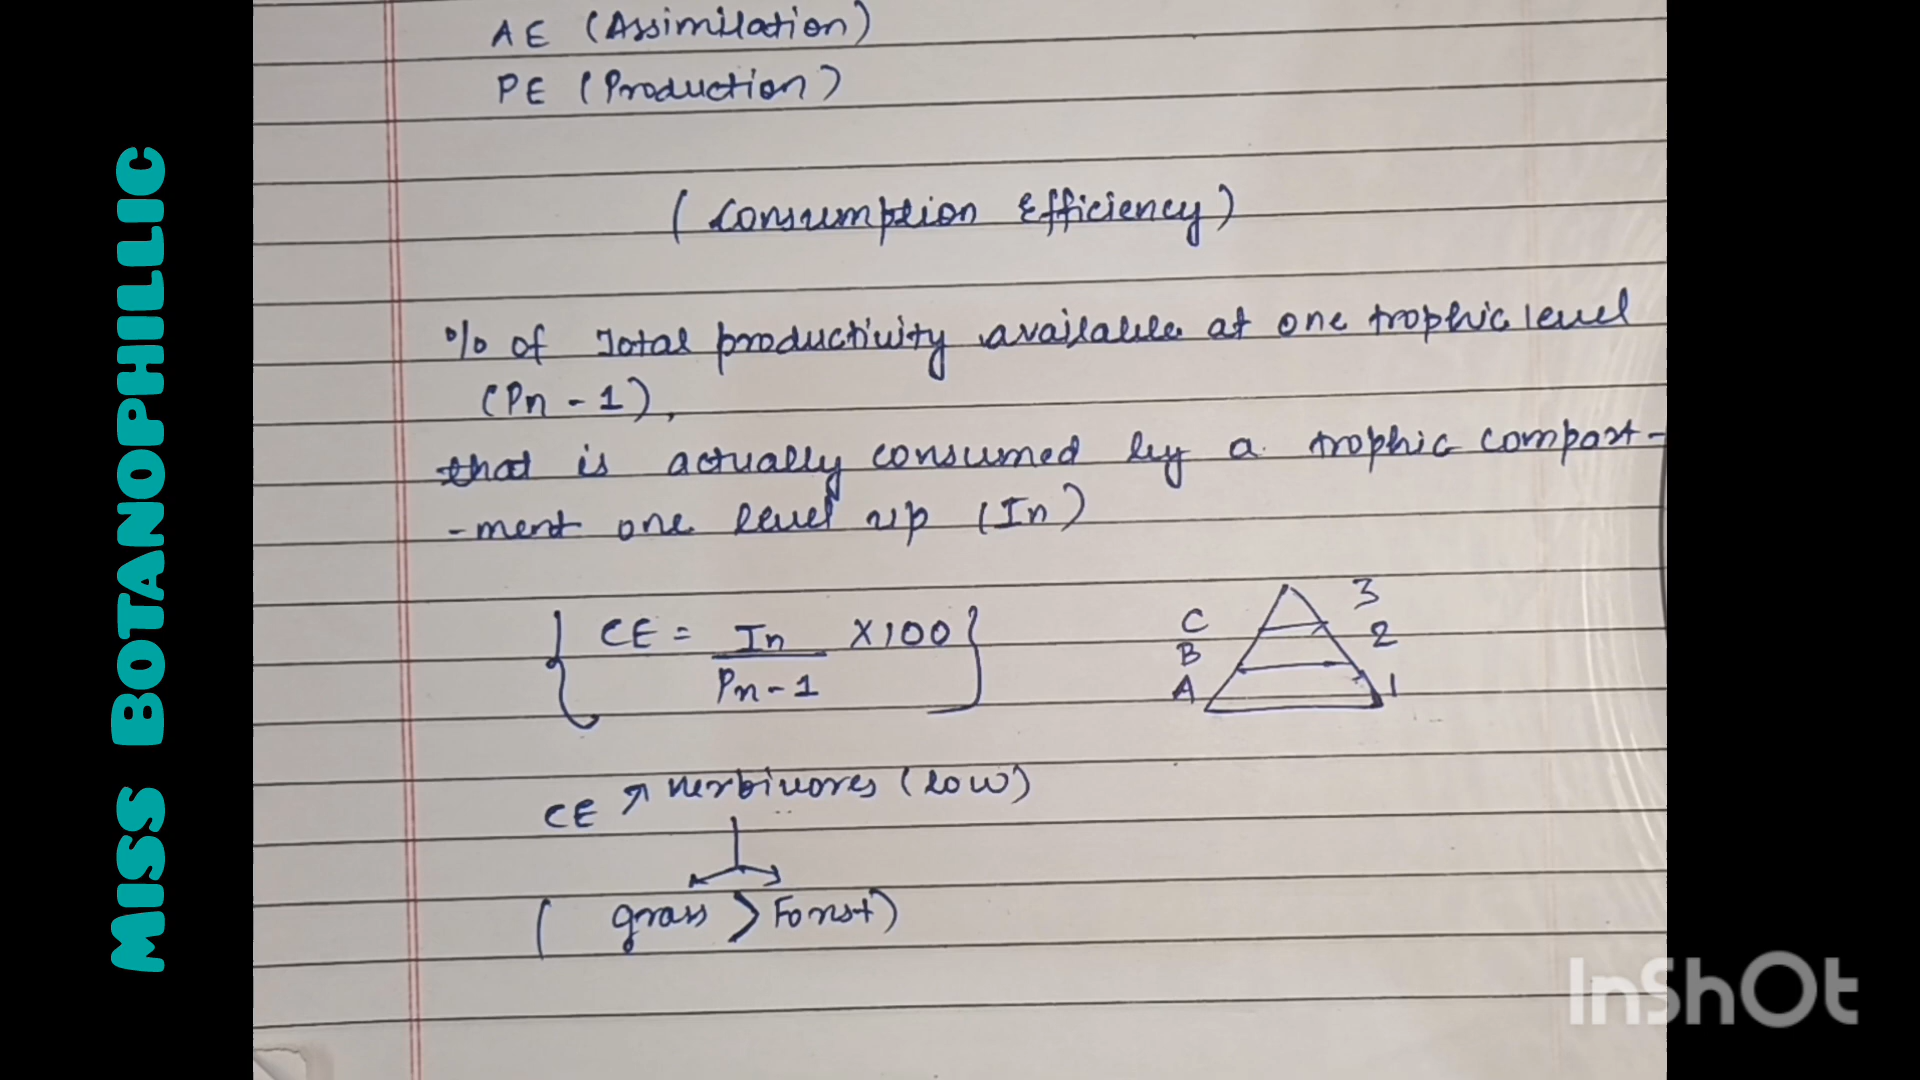 MISS BOTANOPHILLIC
AE (Assimilation)
PE (Production)
(Consumption Efficiency)
% of Total productivity available at one trophic level
(Pn - 1),
that is actually consumed by a trophic compart-
-ment one level up (In)
{ CE = In / Pn-1 X100 }
C 3
B 2
A 1
CE ↗ Herbivores (Low)
( grass > Forest)
InShOt